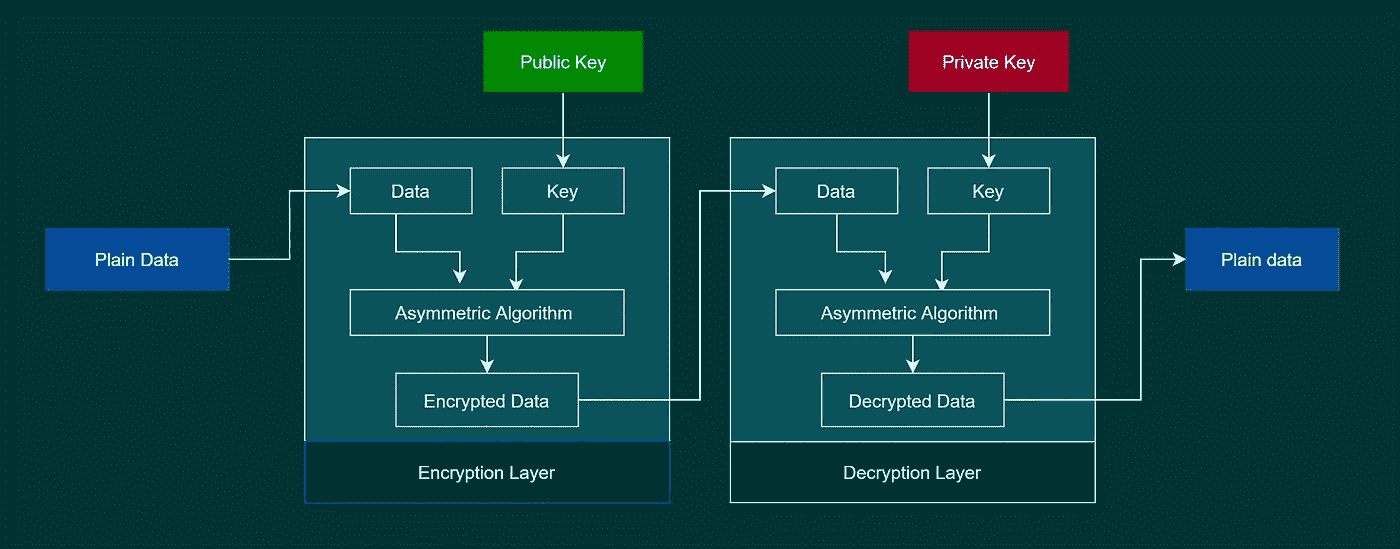 Public Key
Private Key
Data
Key
Data
Key
Plain Data
Plain data
Asymmetric Algorithm
Asymmetric Algorithm
Encrypted Data
Decrypted Data
Encryption Layer
Decryption Layer